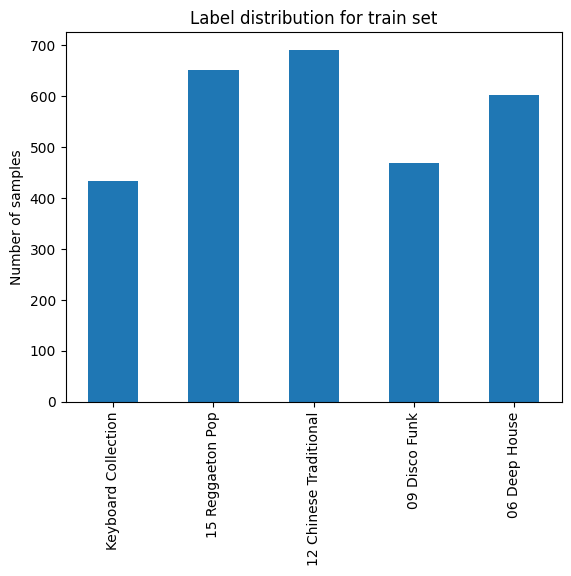 Label distribution for train set
Number of samples
700
600
500
400
300
200
100
0
Keyboard Collection
15 Reggaeton Pop
12 Chinese Traditional
09 Disco Funk
06 Deep House